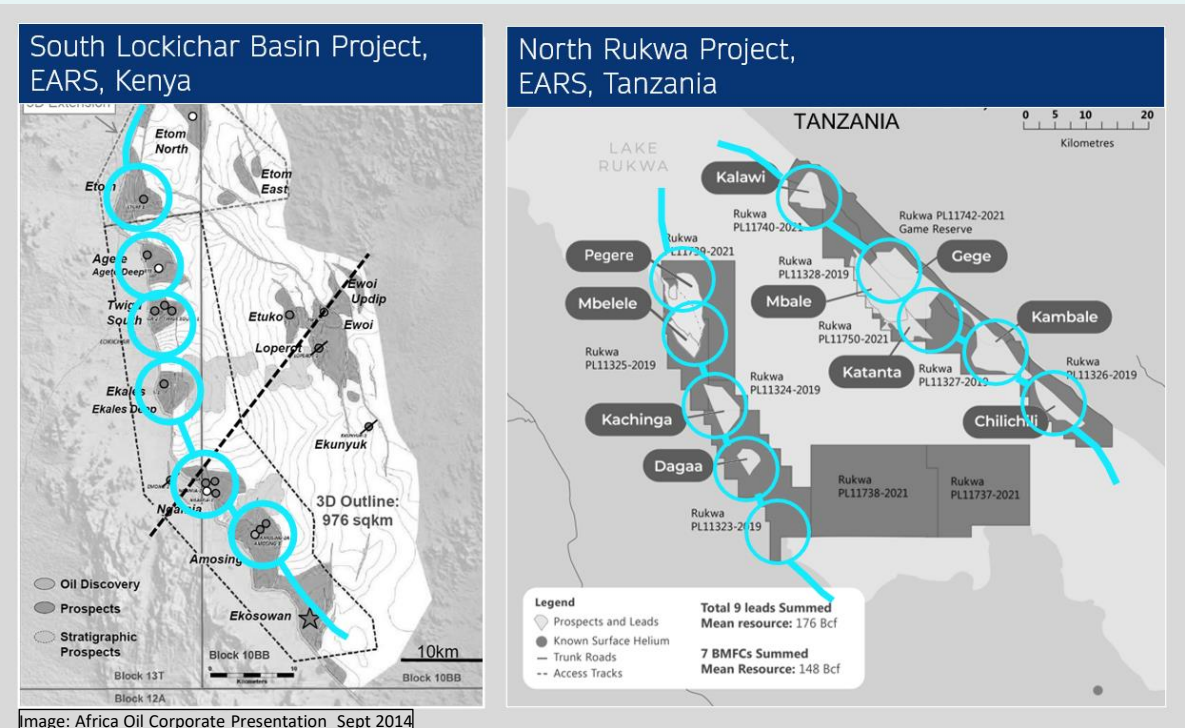 South Lockichar Basin Project,
EARS, Kenya
3D Extension
Etom
North
Etom
East
Etom
Agete
Agete Deep
Twiga
South
Etuko
Ewoi
Updip
Ewoi
Loperot
Ekales
Ekales Deep
Ekunyuk
Ngamia
3D Outline:
976 sqkm
Amosing
Ekosowan
Oil Discovery
Prospects
Stratigraphic
Prospects
Block 10BB
10km
0
10
Kilometers
Block 13T
Block 10BB
Block 12A
Image: Africa Oil Corporate Presentation Sept 2014
North Rukwa Project,
EARS, Tanzania
TANZANIA
0 5 10 20
Kilometres
LAKE
RUKWA
Kalawi
Rukwa
PL11740-2021
Rukwa PL11742-2021
Game Reserve
Gege
Pegere
Rukwa
PL11739-2021
Rukwa
PL11328-2019
Mbale
Mbelele
Kambale
Rukwa
PL11750-2021
Katanta
Rukwa
PL11325-2019
Rukwa
PL11327-2019
Rukwa
PL11326-2019
Rukwa
PL11324-2019
Kachinga
Chilichili
Dagaa
Rukwa
PL11738-2021
Rukwa
PL11737-2021
Rukwa
PL11323-2019
Legend
Prospects and Leads
Known Surface Helium
Trunk Roads
Access Tracks
Total 9 leads Summed
Mean resource: 176 Bcf
7 BMFCs Summed
Mean Resource: 148 Bcf